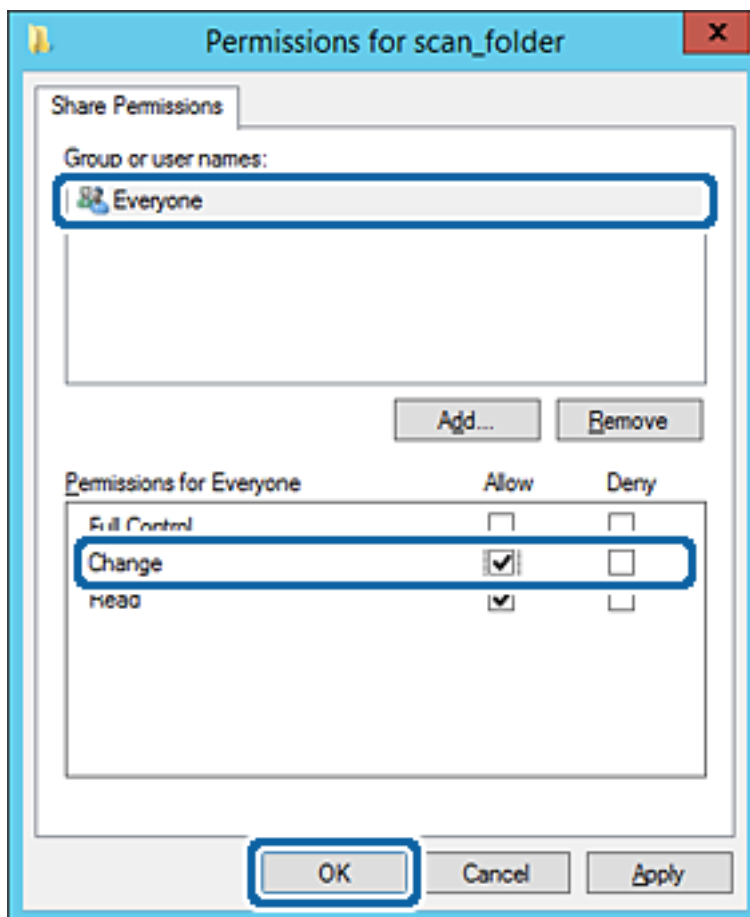 Permissions for scan_folder
Share Permissions
Group or user names:
Everyone
Add... Remove
Permissions for Everyone Allow Deny
Full Control
Change
Read
OK Cancel Apply